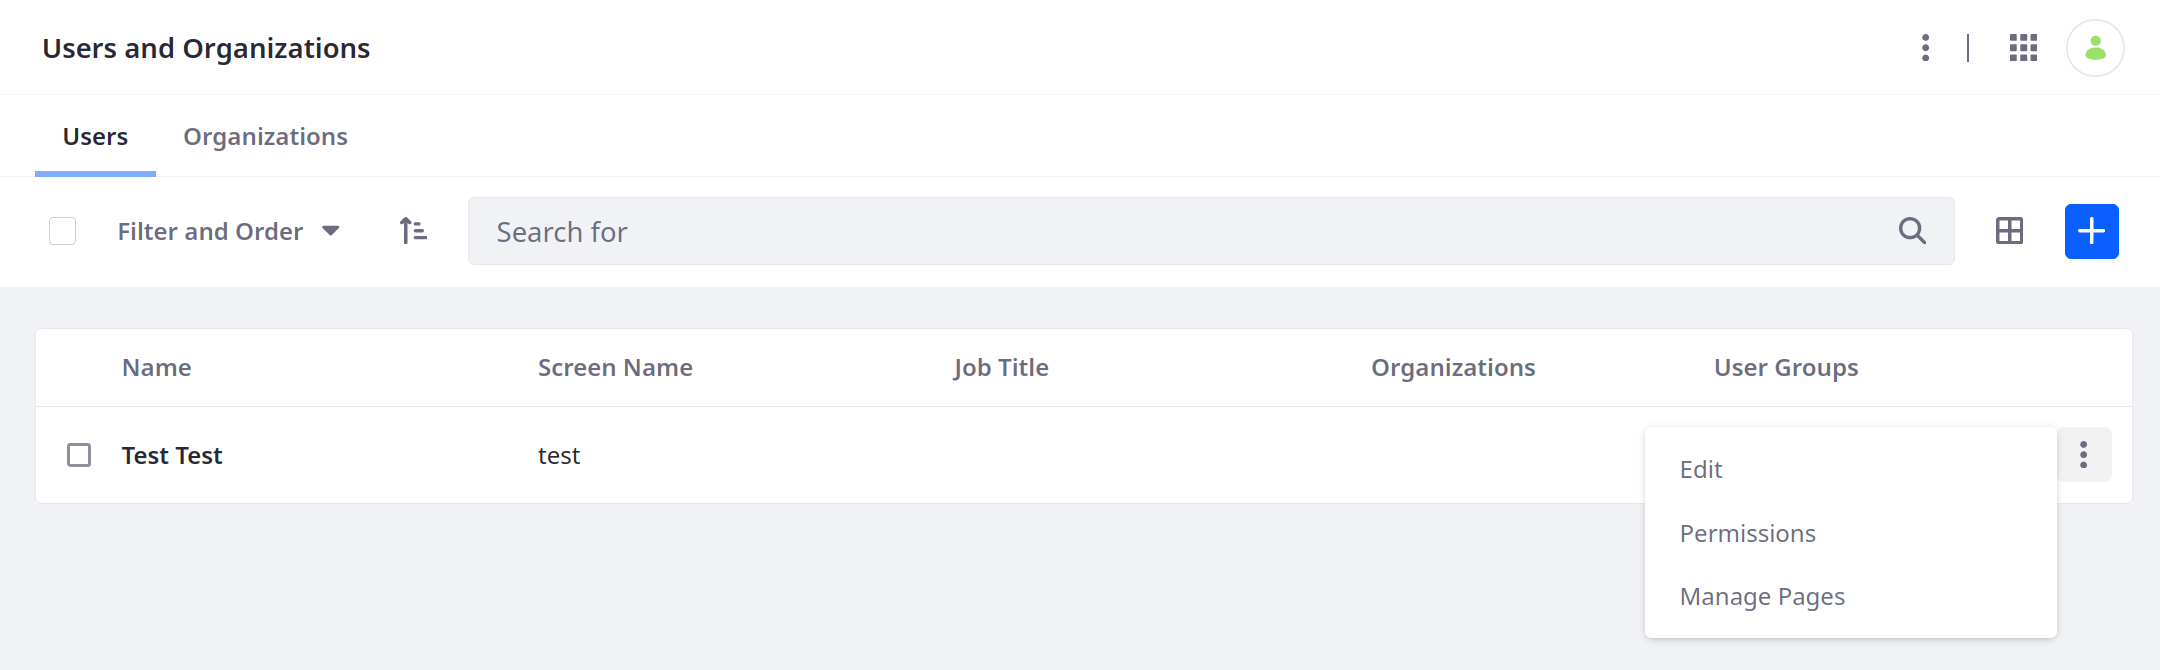 Users and Organizations
Users Organizations
Filter and Order Search for
Name Screen Name Job Title Organizations User Groups
Test Test test
Edit
Permissions
Manage Pages